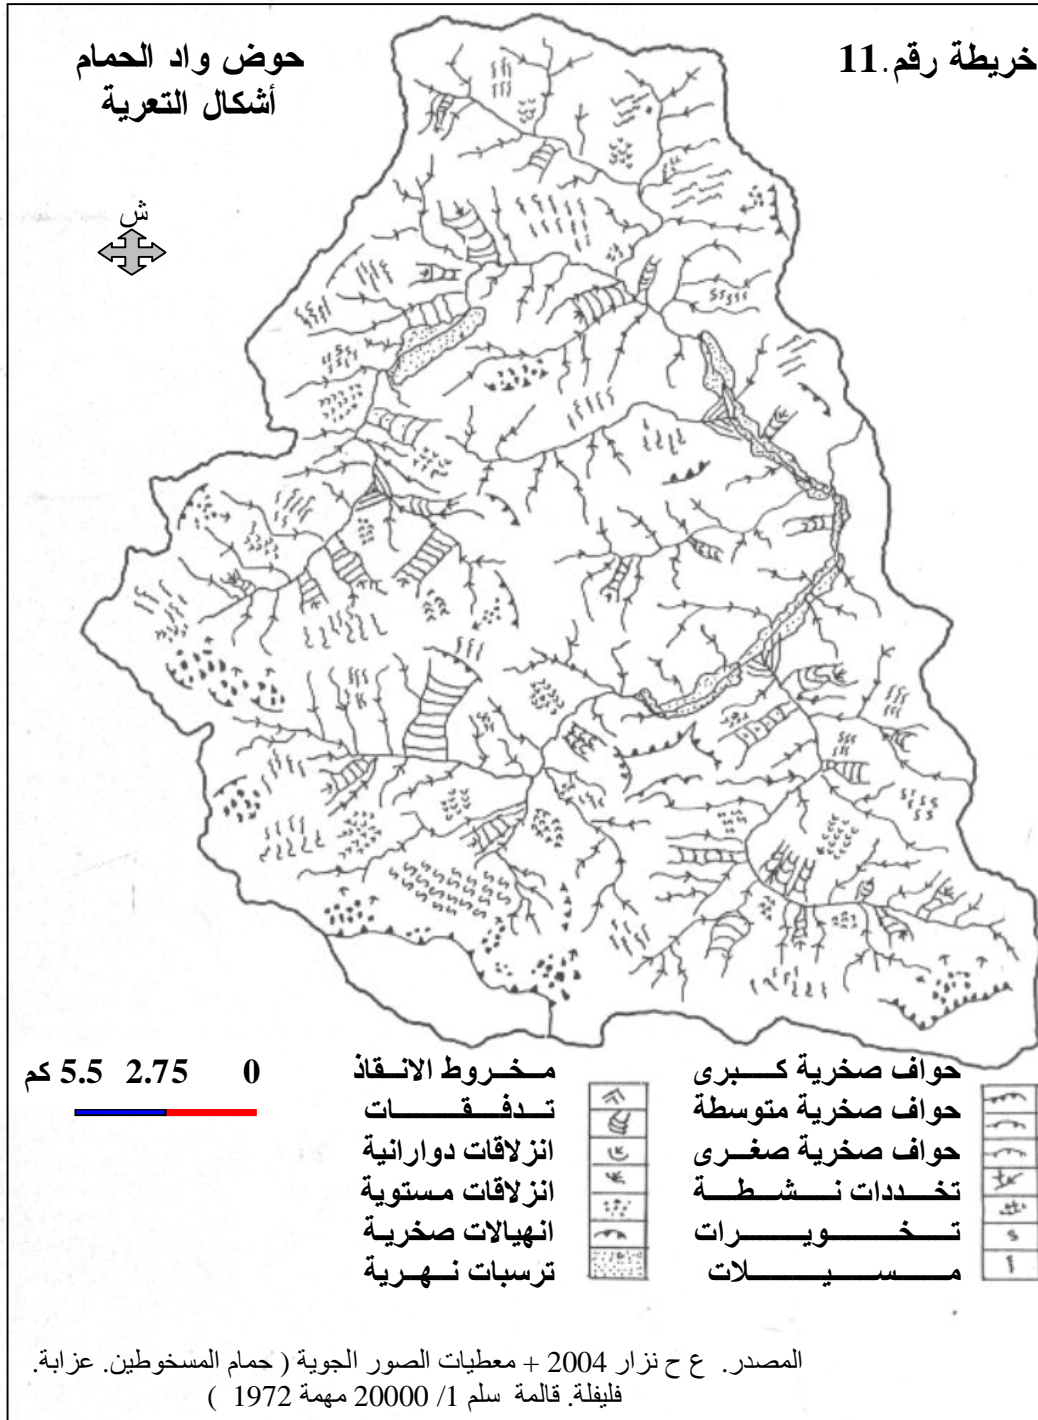 خريطة رقم.11
حوض واد الحمام
أشكال التعرية
ش
حواف صخرية كبرى
حواف صخرية متوسطة
حواف صخرية صغرى
تخددات نشطة
تخويرات
مسيلات
مخروط الانقاذ
تدفقات
انزلاقات دوارانية
انزلاقات مستوية
انهيالات صخرية
ترسبات نهرية
0 2.75 5.5 كم
المصدر. ع ح نزار 2004 + معطيات الصور الجوية ( حمام المسخوطين. عزابة.
فليفلة. قالمة سلم 1/ 20000 مهمة 1972 )